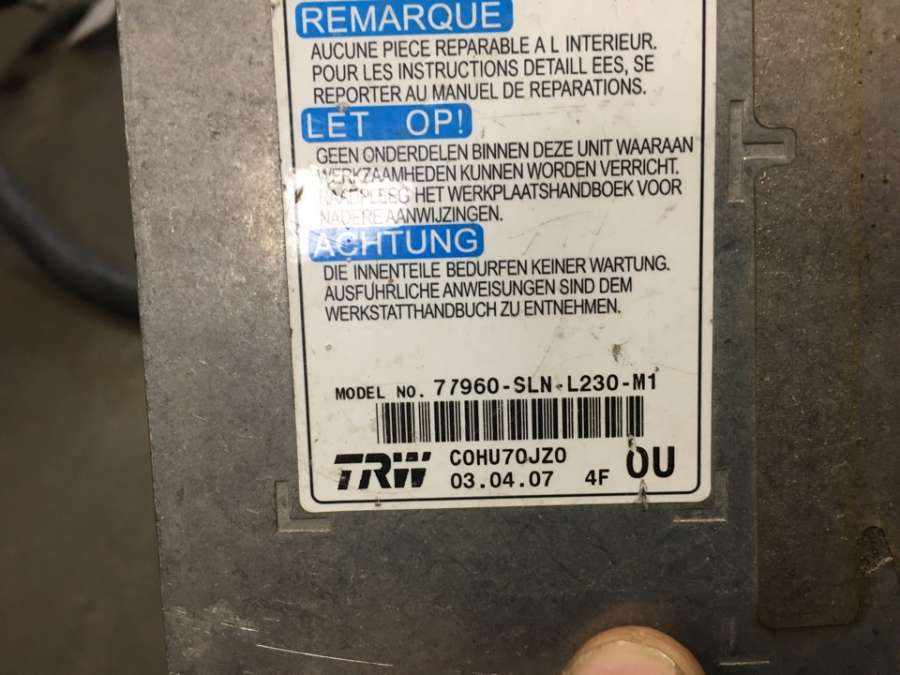 REMARQUE
AUCUNE PIECE REPARABLE A L INTERIEUR.
POUR LES INSTRUCTIONS DETAILL EES, SE
REPORTER AU MANUEL DE REPARATIONS.
LET OP!
GEEN ONDERDELEN BINNEN DEZE UNIT WAARAAN
WERKZAAMHEDEN KUNNEN WORDEN VERRICHT.
RAADPLEEG HET WERKPLAATSHANDBOEK VOOR
NADERE AANWIJZINGEN.
ACHTUNG
DIE INNENTEILE BEDURFEN KEINER WARTUNG.
AUSFUHRLICHE ANWEISUNGEN SIND DEM
WERKSTATTHANDBUCH ZU ENTNEHMEN.
MODEL NO. 77960-SLN-L230-M1
TRW C0HU70JZ0 0U
03.04.07 4F